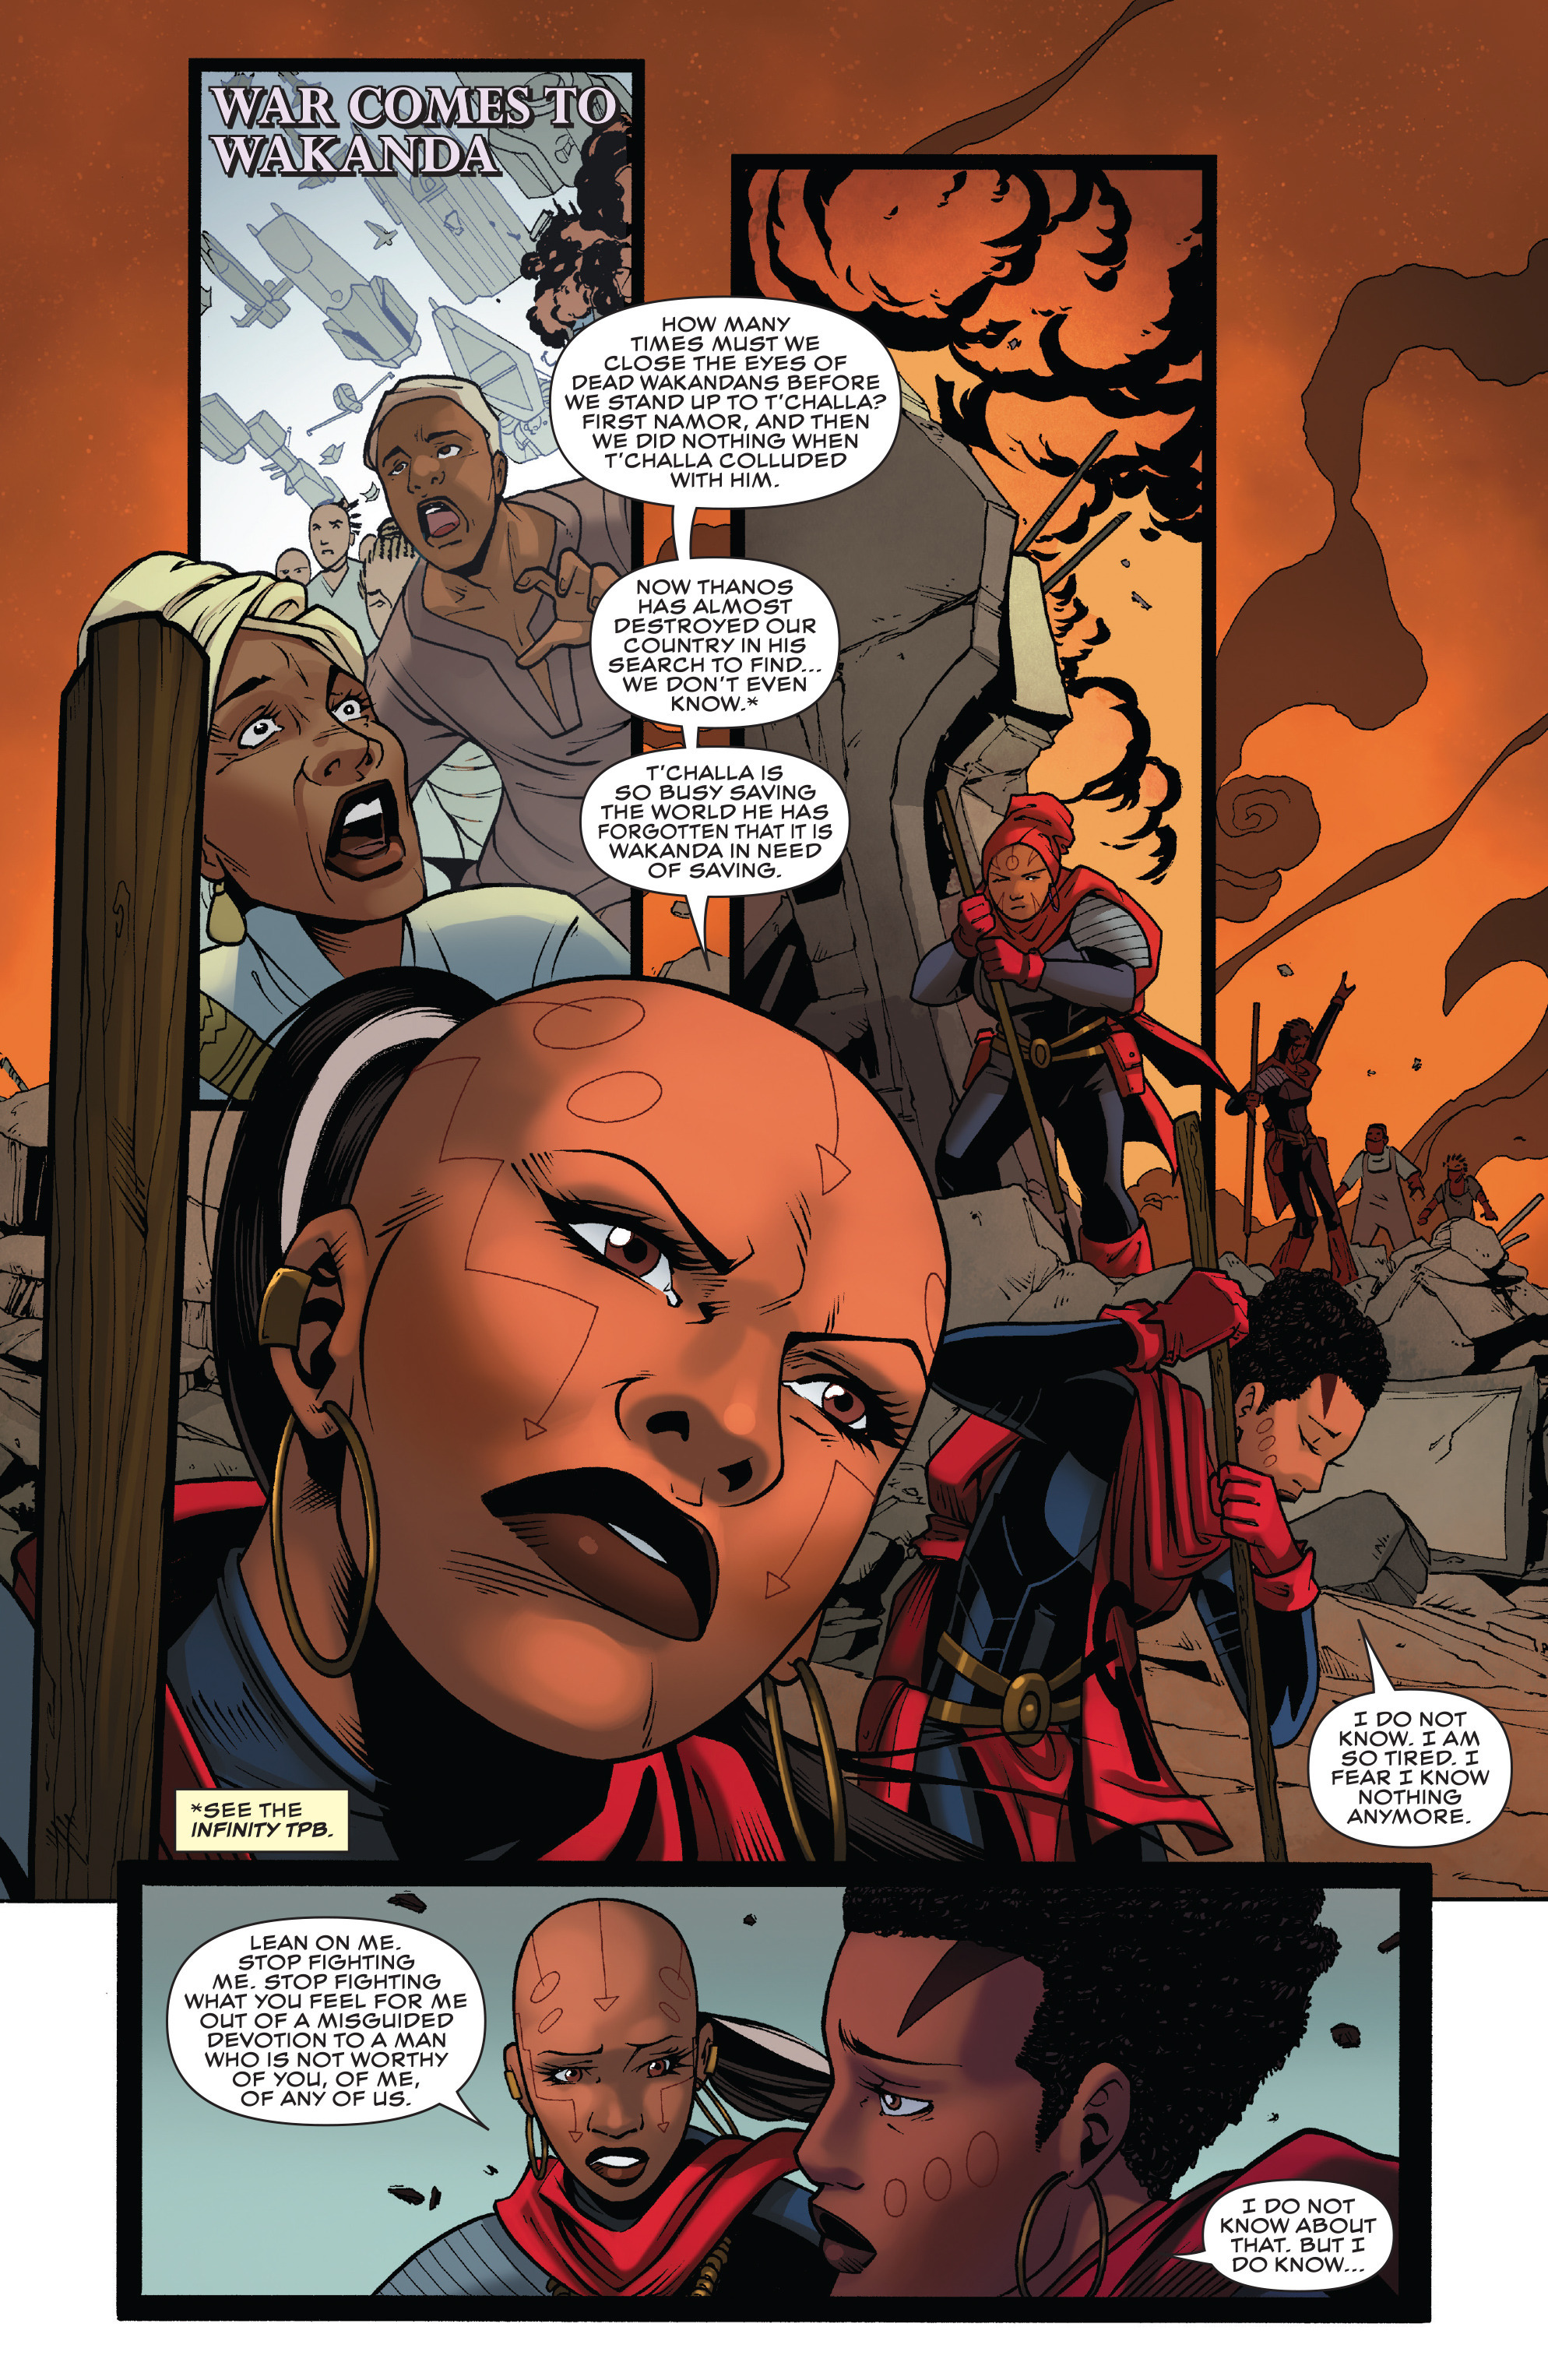 WAR COMES TO
WAKANDA
HOW MANY
TIMES MUST WE
CLOSE THE EYES OF
DEAD WAKANDANS BEFORE
WE STAND UP TO T'CHALLA?
FIRST NAMOR, AND THEN
WE DID NOTHING WHEN
T'CHALLA COLLUDED
WITH HIM.
NOW THANOS
HAS ALMOST
DESTROYED OUR
COUNTRY IN HIS
SEARCH TO FIND...
WE DON'T EVEN
KNOW.*
T'CHALLA IS
SO BUSY SAVING
THE WORLD HE HAS
FORGOTTEN THAT IT IS
WAKANDA IN NEED
OF SAVING.
I DO NOT
KNOW. I AM
SO TIRED. I
FEAR I KNOW
NOTHING
ANYMORE.
*SEE THE
INFINITY TPB.
LEAN ON ME.
STOP FIGHTING
ME. STOP FIGHTING
WHAT YOU FEEL FOR ME
OUT OF A MISGUIDED
DEVOTION TO A MAN
WHO IS NOT WORTHY
OF YOU, OF ME,
OF ANY OF US.
I DO NOT
KNOW ABOUT
THAT. BUT I
DO KNOW...